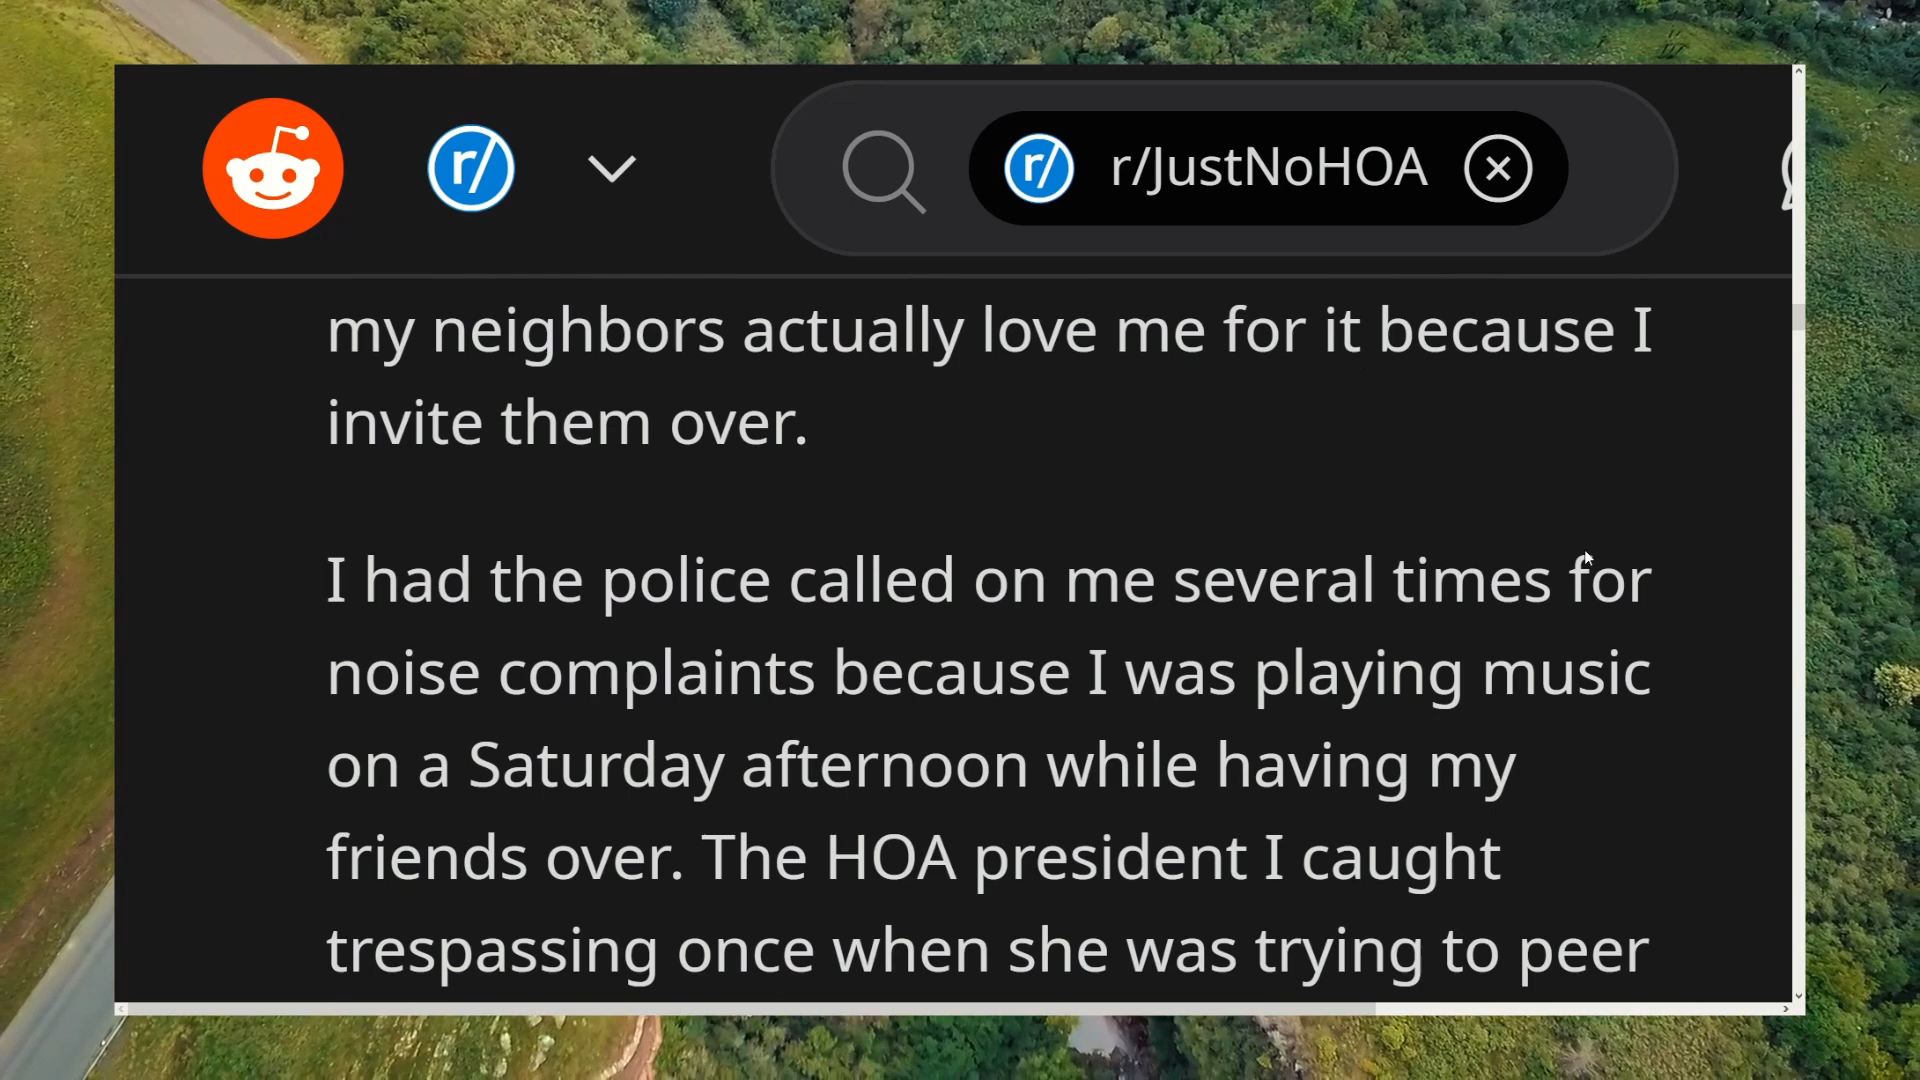 r/
r/ r/JustNoHOA
my neighbors actually love me for it because I
invite them over.
I had the police called on me several times for
noise complaints because I was playing music
on a Saturday afternoon while having my
friends over. The HOA president I caught
trespassing once when she was trying to peer